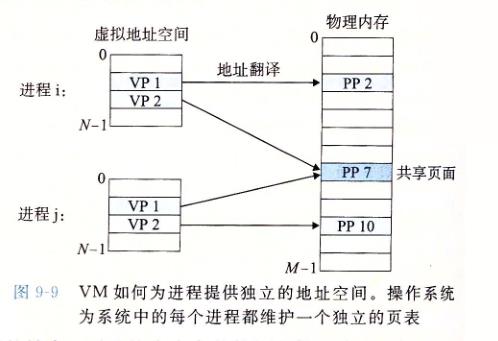 虚拟地址空间
物理内存
0
0
地址翻译
进程i:
VP 1
PP 2
VP 2
N-1
0
PP 7
共享页面
进程j:
VP 1
VP 2
PP 10
N-1
M-1
图 9-9 VM 如何为进程提供独立的地址空间。操作系统
为系统中的每个进程都维护一个独立的页表